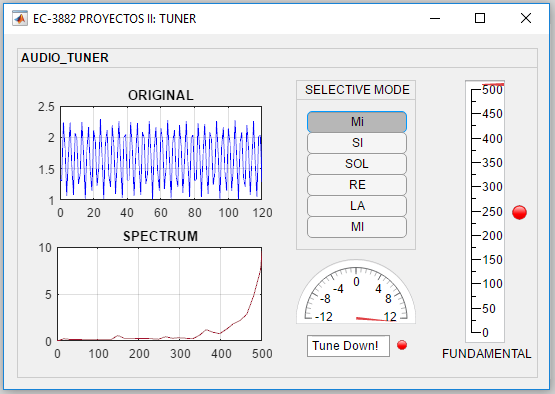 EC-3882 PROYECTOS II: TUNER
AUDIO_TUNER
ORIGINAL
2.5
2
1.5
1
0 20 40 60 80 100 120
SPECTRUM
10
5
0
0 100 200 300 400 500
SELECTIVE MODE
Mi
SI
SOL
RE
LA
MI
-12 -8 -4 0 4 8 12
Tune Down!
500
450
400
350
300
250
200
150
100
50
0
FUNDAMENTAL